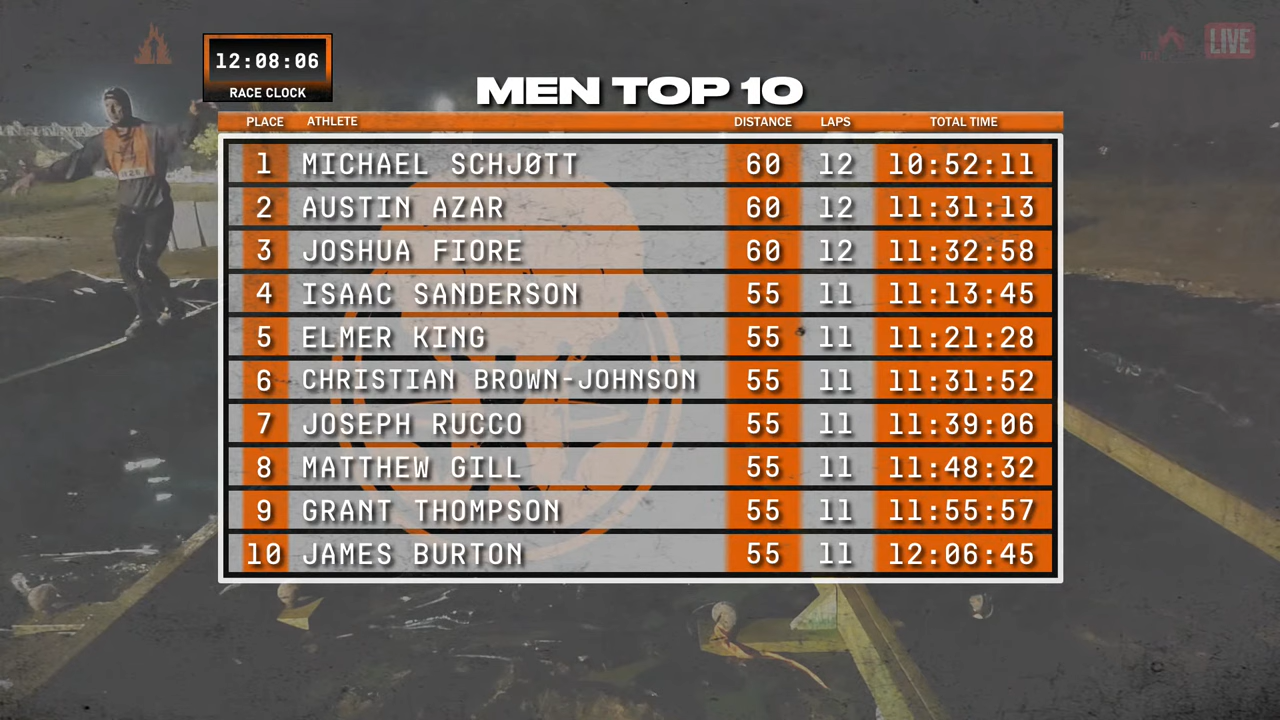 12:08:06
RACE CLOCK
LIVE
MEN TOP 10
PLACE ATHLETE DISTANCE LAPS TOTAL TIME
1 MICHAEL SCHJØTT 60 12 10:52:11
2 AUSTIN AZAR 60 12 11:31:13
3 JOSHUA FIORE 60 12 11:32:58
4 ISAAC SANDERSON 55 11 11:13:45
5 ELMER KING 55 11 11:21:28
6 CHRISTIAN BROWN-JOHNSON 55 11 11:31:52
7 JOSEPH RUCCO 55 11 11:39:06
8 MATTHEW GILL 55 11 11:48:32
9 GRANT THOMPSON 55 11 11:55:57
10 JAMES BURTON 55 11 12:06:45